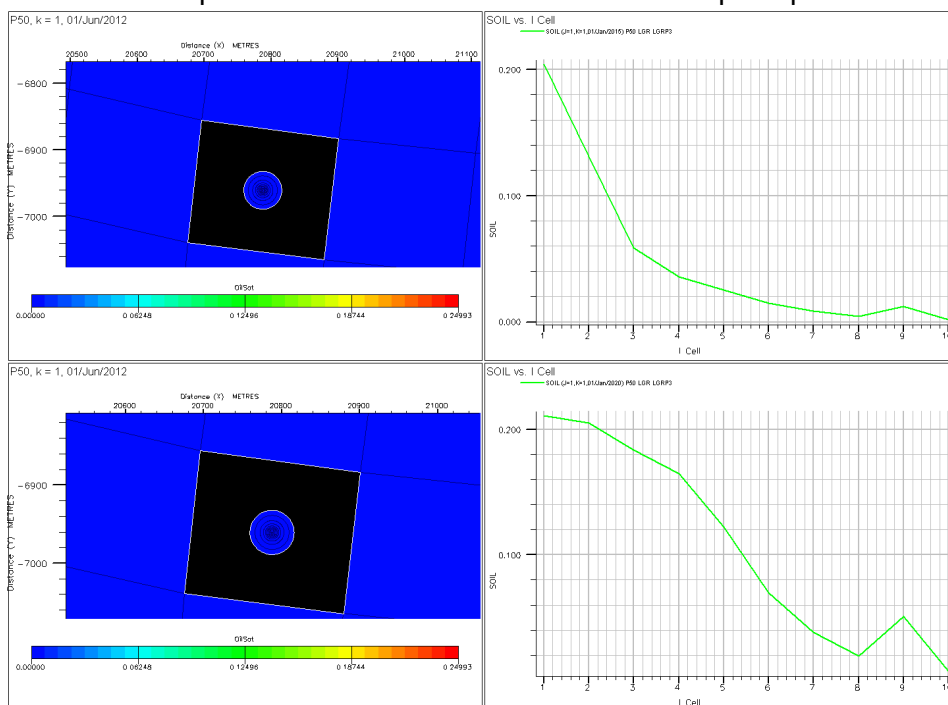 P50, k = 1, 01/Jun/2012
Distance (X) METRES
20500 20600 20700 20800 20900 21000 21100
-6800
-6900
-7000
Distance (Y) METRES
OilSat
0.00000 0.06248 0.12496 0.18744 0.24993
SOIL vs. I Cell
SOIL (J=1,K=1,01/Jan/2015) P50 LGR LGRP3
0.200
0.100
0.000
SOIL
1 2 3 4 5 6 7 8 9
I Cell
P50, k = 1, 01/Jun/2012
Distance (X) METRES
20600 20700 20800 20900 21000
-6900
-7000
Distance (Y) METRES
OilSat
0.00000 0.06248 0.12496 0.18744 0.24993
SOIL vs. I Cell
SOIL (J=1,K=1,01/Jan/2020) P50 LGR LGRP3
0.200
0.100
SOIL
1 2 3 4 5 6 7 8 9
I Cell